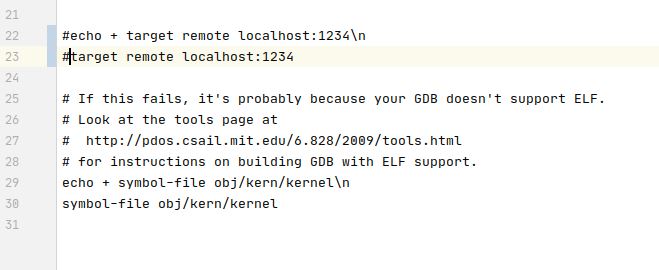 21
22 #echo + target remote localhost:1234\n
23 #target remote localhost:1234
24
25 # If this fails, it's probably because your GDB doesn't support ELF.
26 # Look at the tools page at
27 #  http://pdos.csail.mit.edu/6.828/2009/tools.html
28 # for instructions on building GDB with ELF support.
29 echo + symbol-file obj/kern/kernel\n
30 symbol-file obj/kern/kernel
31